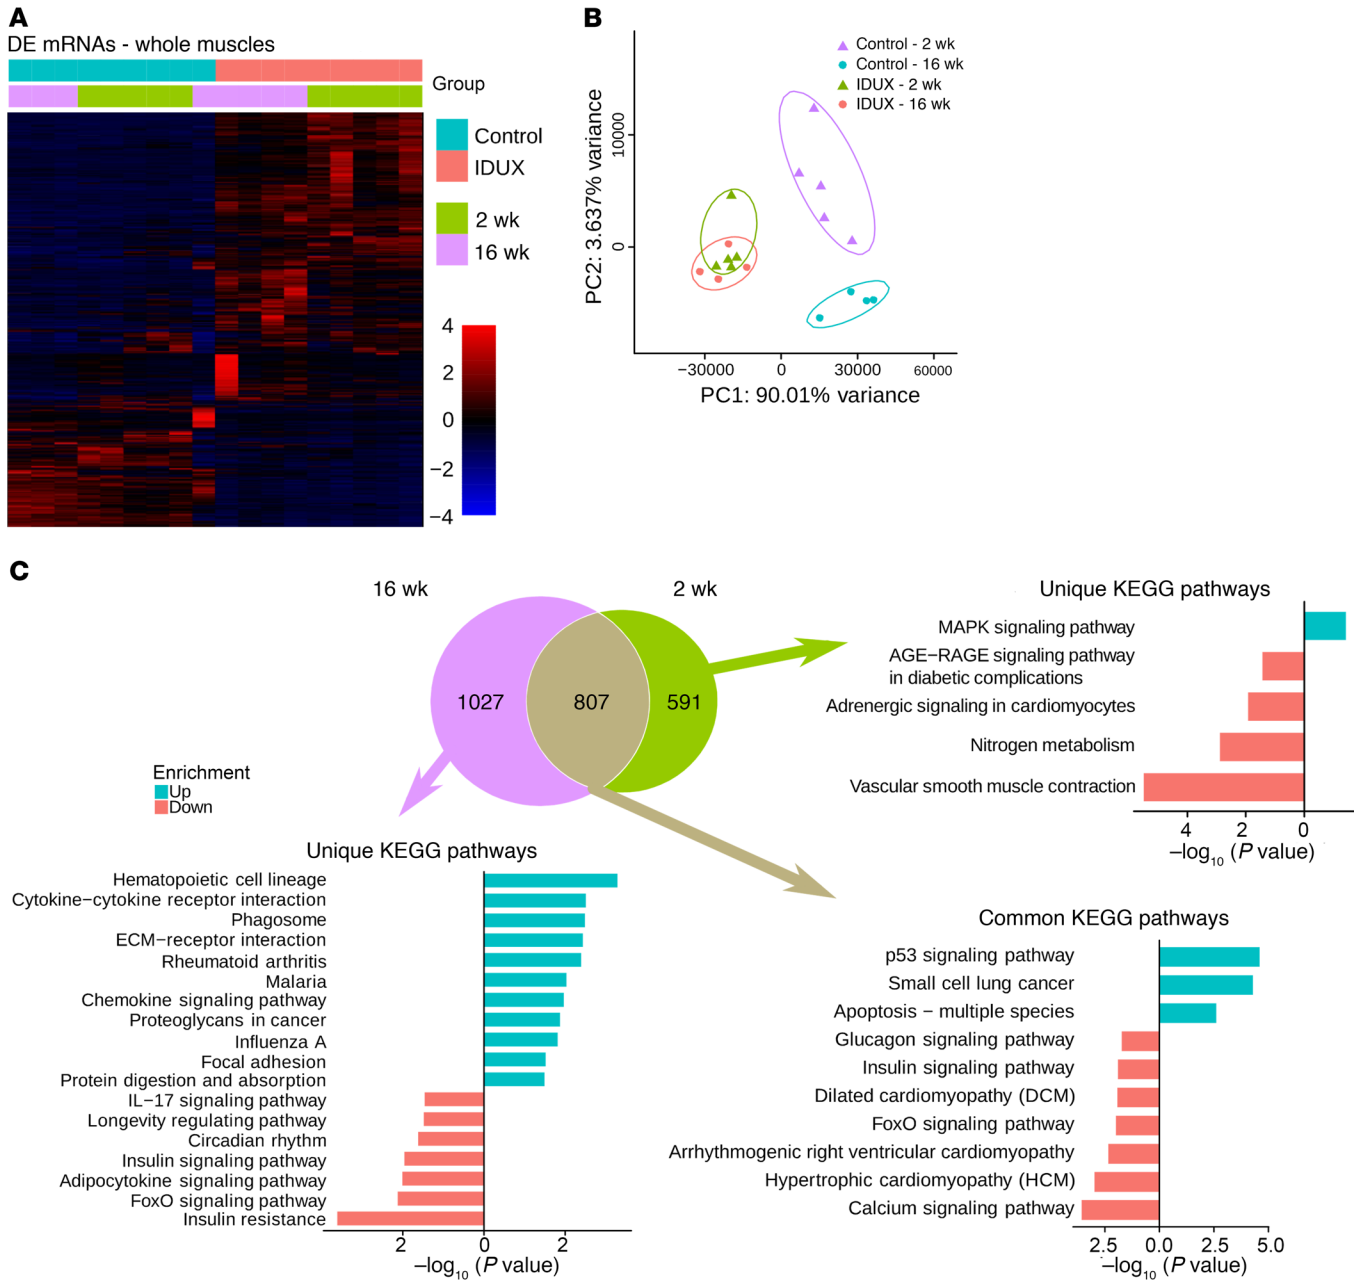 A
DE mRNAs - whole muscles
Group
Control
IDUX
2 wk
16 wk
4
2
0
−2
−4
B
Control - 2 wk
Control - 16 wk
IDUX - 2 wk
IDUX - 16 wk
PC2: 3.637% variance
10000
0
−30000 0 30000 60000
PC1: 90.01% variance
C
16 wk
2 wk
1027
807
591
Enrichment
Up
Down
Unique KEGG pathways
MAPK signaling pathway
AGE−RAGE signaling pathway
in diabetic complications
Adrenergic signaling in cardiomyocytes
Nitrogen metabolism
Vascular smooth muscle contraction
4 2 0
−log10 (P value)
Unique KEGG pathways
Hematopoietic cell lineage
Cytokine−cytokine receptor interaction
Phagosome
ECM−receptor interaction
Rheumatoid arthritis
Malaria
Chemokine signaling pathway
Proteoglycans in cancer
Influenza A
Focal adhesion
Protein digestion and absorption
IL−17 signaling pathway
Longevity regulating pathway
Circadian rhythm
Insulin signaling pathway
Adipocytokine signaling pathway
FoxO signaling pathway
Insulin resistance
2 0 2
−log10 (P value)
Common KEGG pathways
p53 signaling pathway
Small cell lung cancer
Apoptosis − multiple species
Glucagon signaling pathway
Insulin signaling pathway
Dilated cardiomyopathy (DCM)
FoxO signaling pathway
Arrhythmogenic right ventricular cardiomyopathy
Hypertrophic cardiomyopathy (HCM)
Calcium signaling pathway
2.5 0.0 2.5 5.0
−log10 (P value)